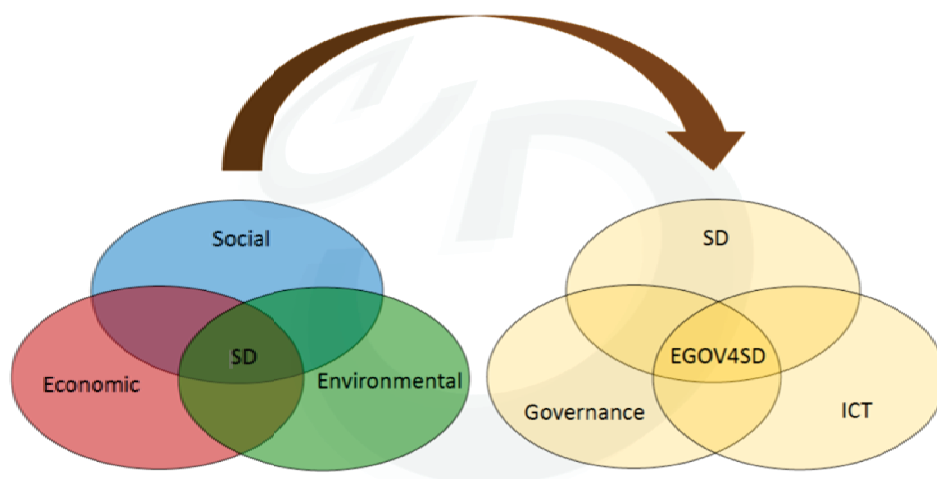 Social
SD
Economic
Environmental
SD
EGOV4SD
Governance
ICT